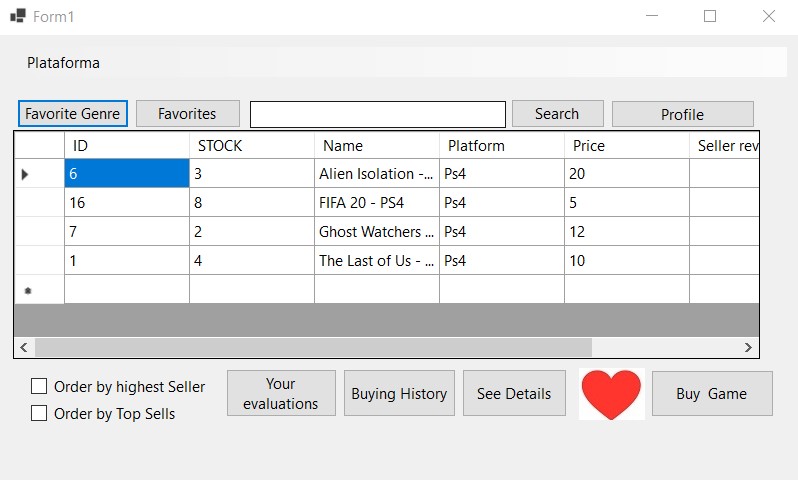 Form1
Plataforma
Favorite Genre Favorites Search Profile
ID STOCK Name Platform Price Seller rev
6 3 Alien Isolation -... Ps4 20
16 8 FIFA 20 - PS4 Ps4 5
7 2 Ghost Watchers ... Ps4 12
1 4 The Last of Us - ... Ps4 10
Order by highest Seller
Order by Top Sells
Your
evaluations
Buying History
See Details
Buy Game